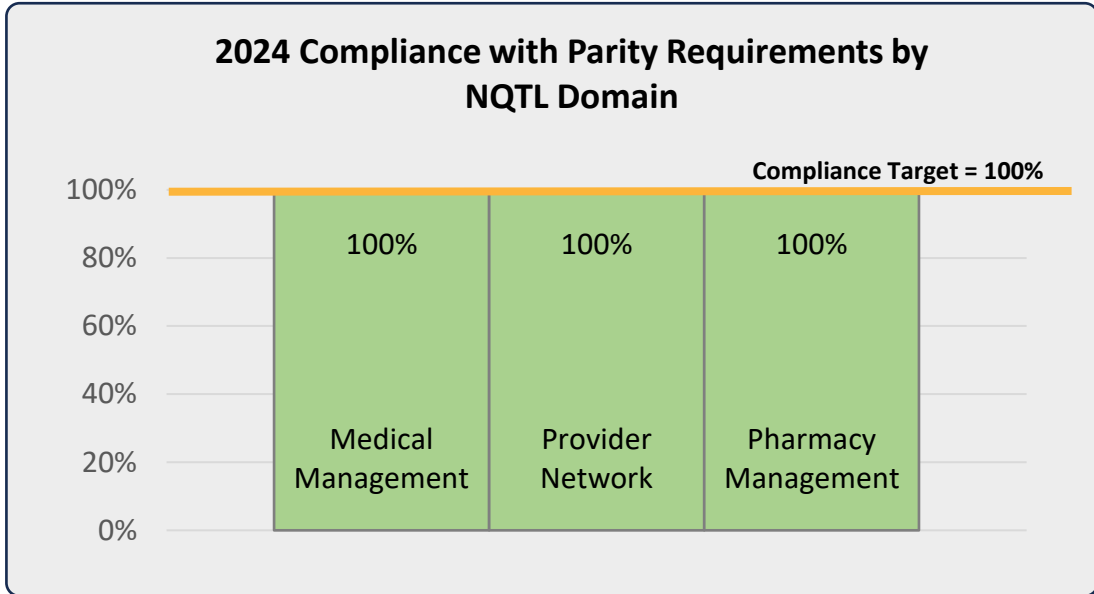 2024 Compliance with Parity Requirements by
NQTL Domain
Compliance Target = 100%
100%
80%
60%
40%
20%
0%
100%
100%
100%
Medical
Management
Provider
Network
Pharmacy
Management